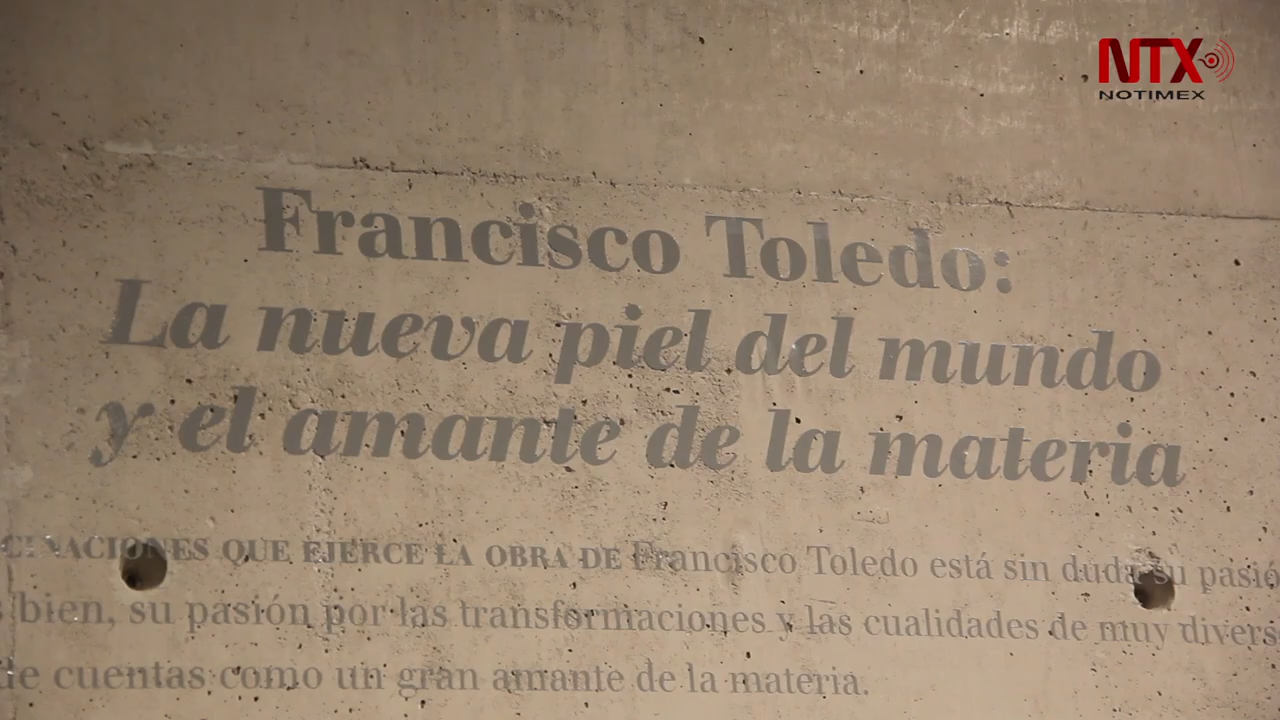 NTX
NOTIMEX
Francisco Toledo:
La nueva piel del mundo
y el amante de la materia
QUE EJERCE LA OBRA DE Francisco Toledo está sin duda su pasió
bien, su pasión por las transformaciones y las cualidades de muy divers
de cuentas como un gran amante de la materia.